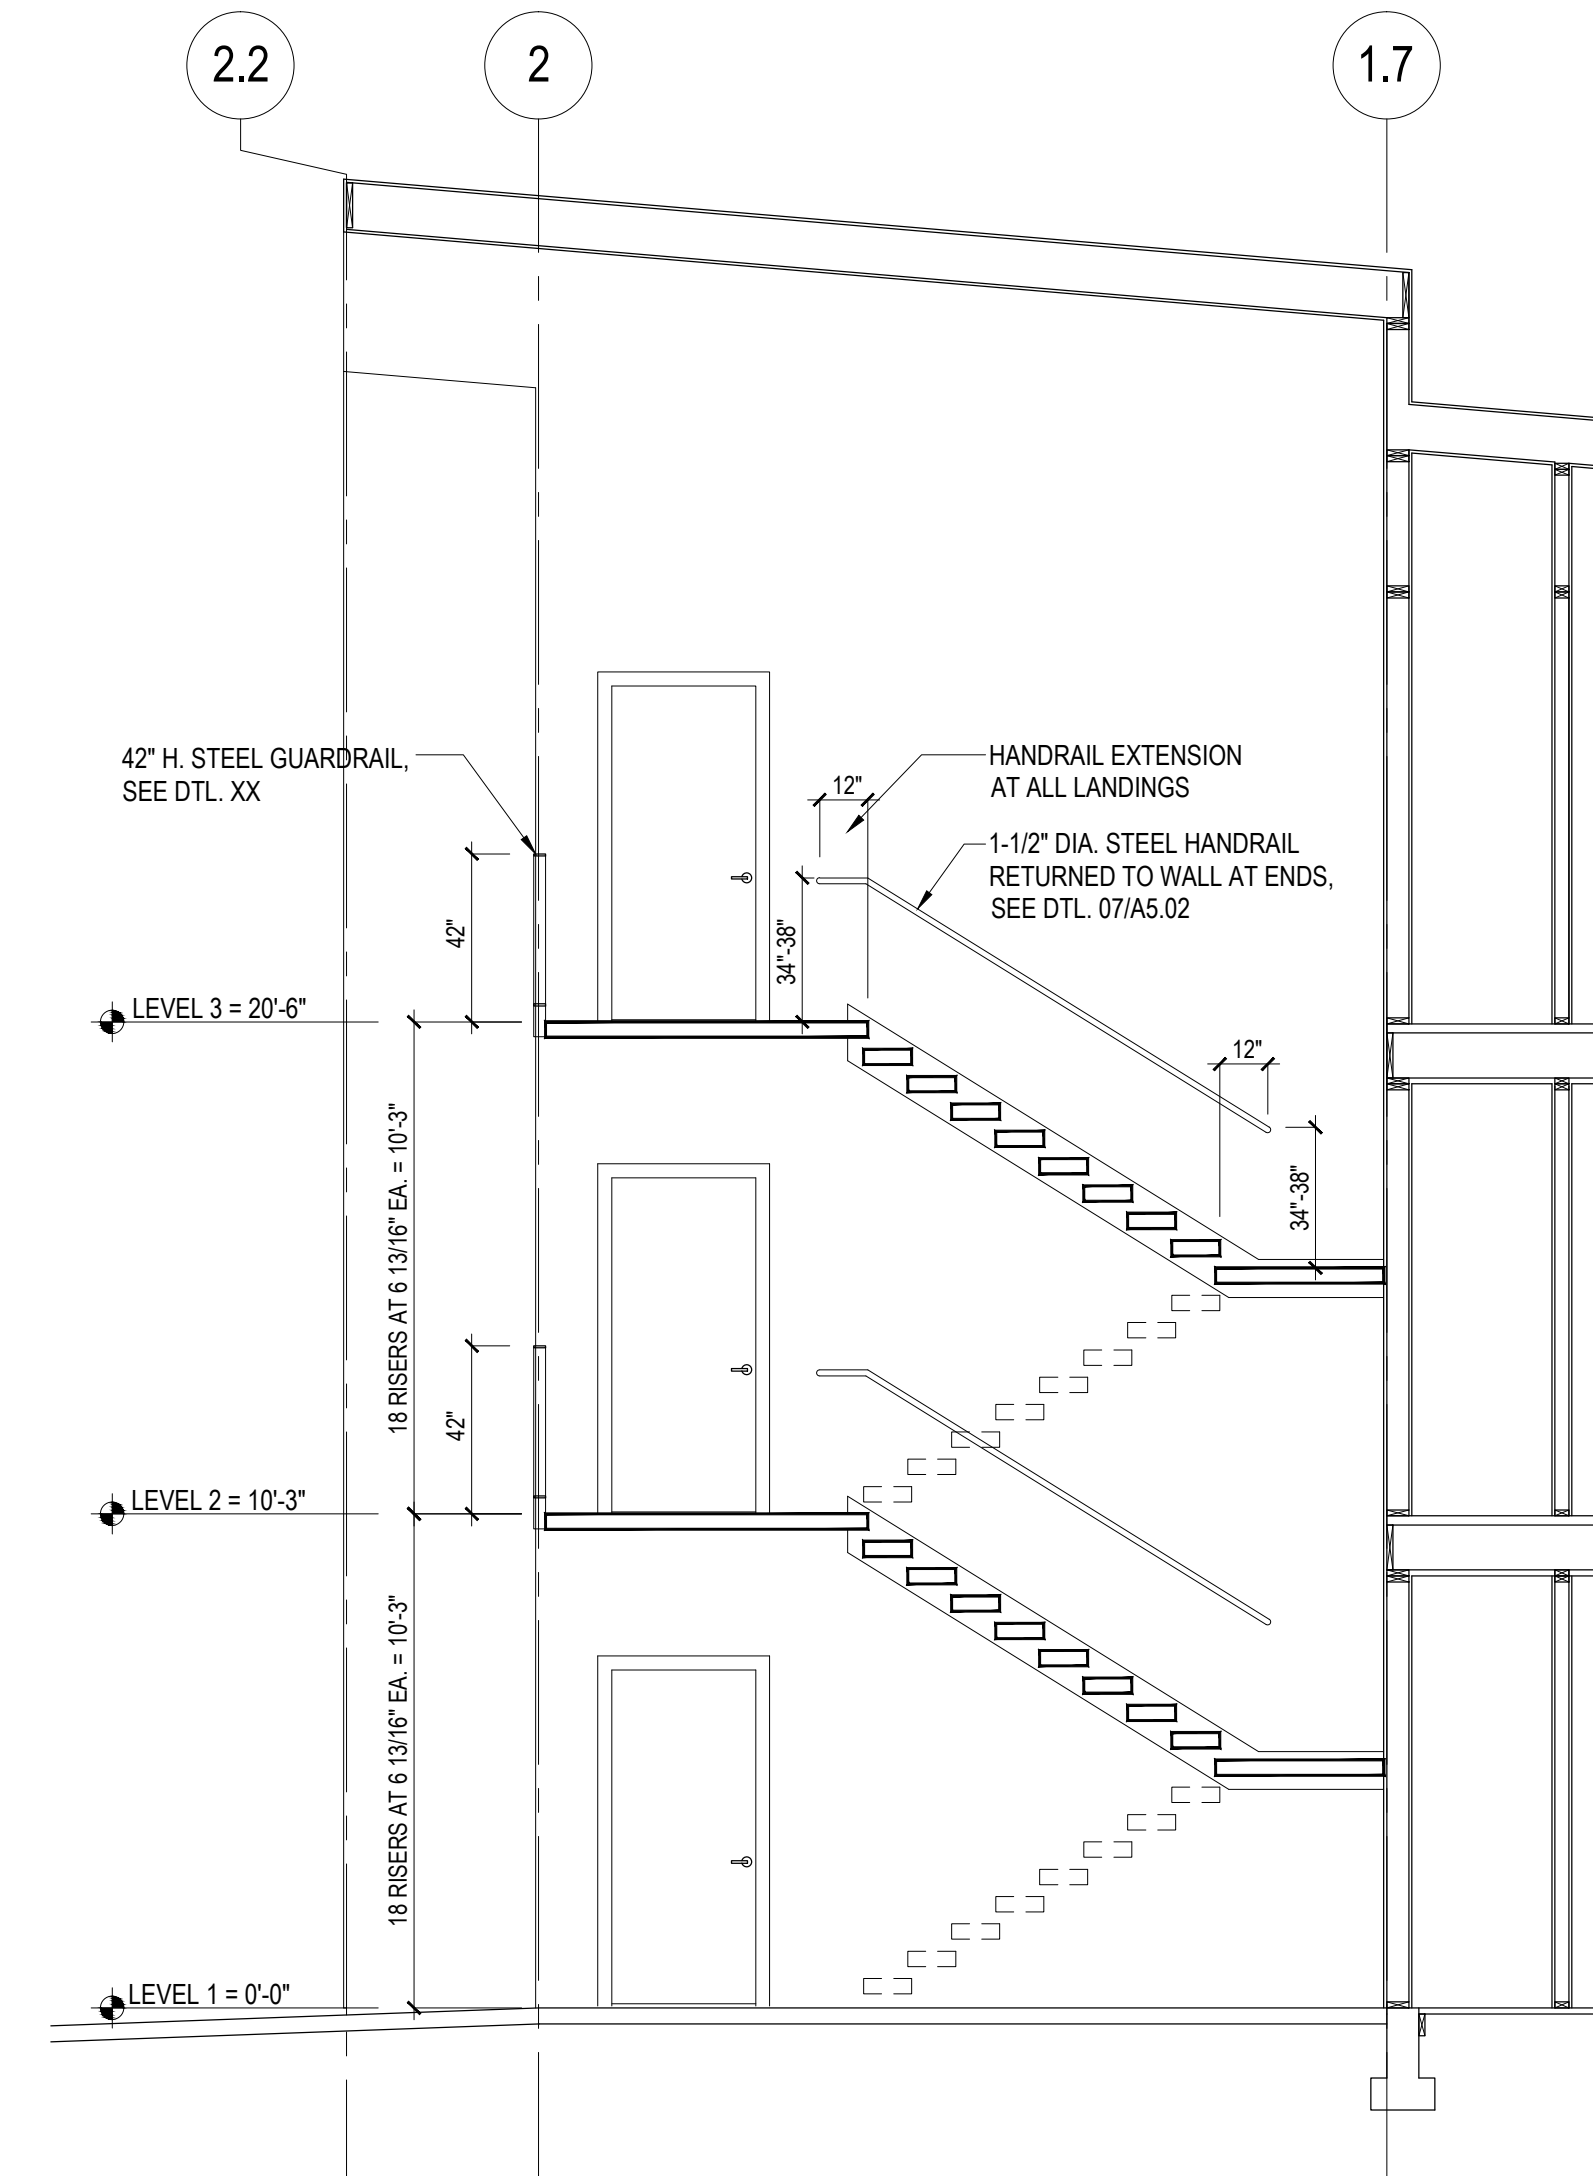 2.2
2
1.7
42" H. STEEL GUARDRAIL,
SEE DTL. XX
HANDRAIL EXTENSION
AT ALL LANDINGS
12"
1-1/2" DIA. STEEL HANDRAIL
RETURNED TO WALL AT ENDS,
SEE DTL. 07/A5.02
42"
34"-38"
LEVEL 3 = 20'-6"
12"
18 RISERS AT 6 13/16" EA. = 10'-3"
34"-38"
42"
LEVEL 2 = 10'-3"
18 RISERS AT 6 13/16" EA. = 10'-3"
LEVEL 1 = 0'-0"